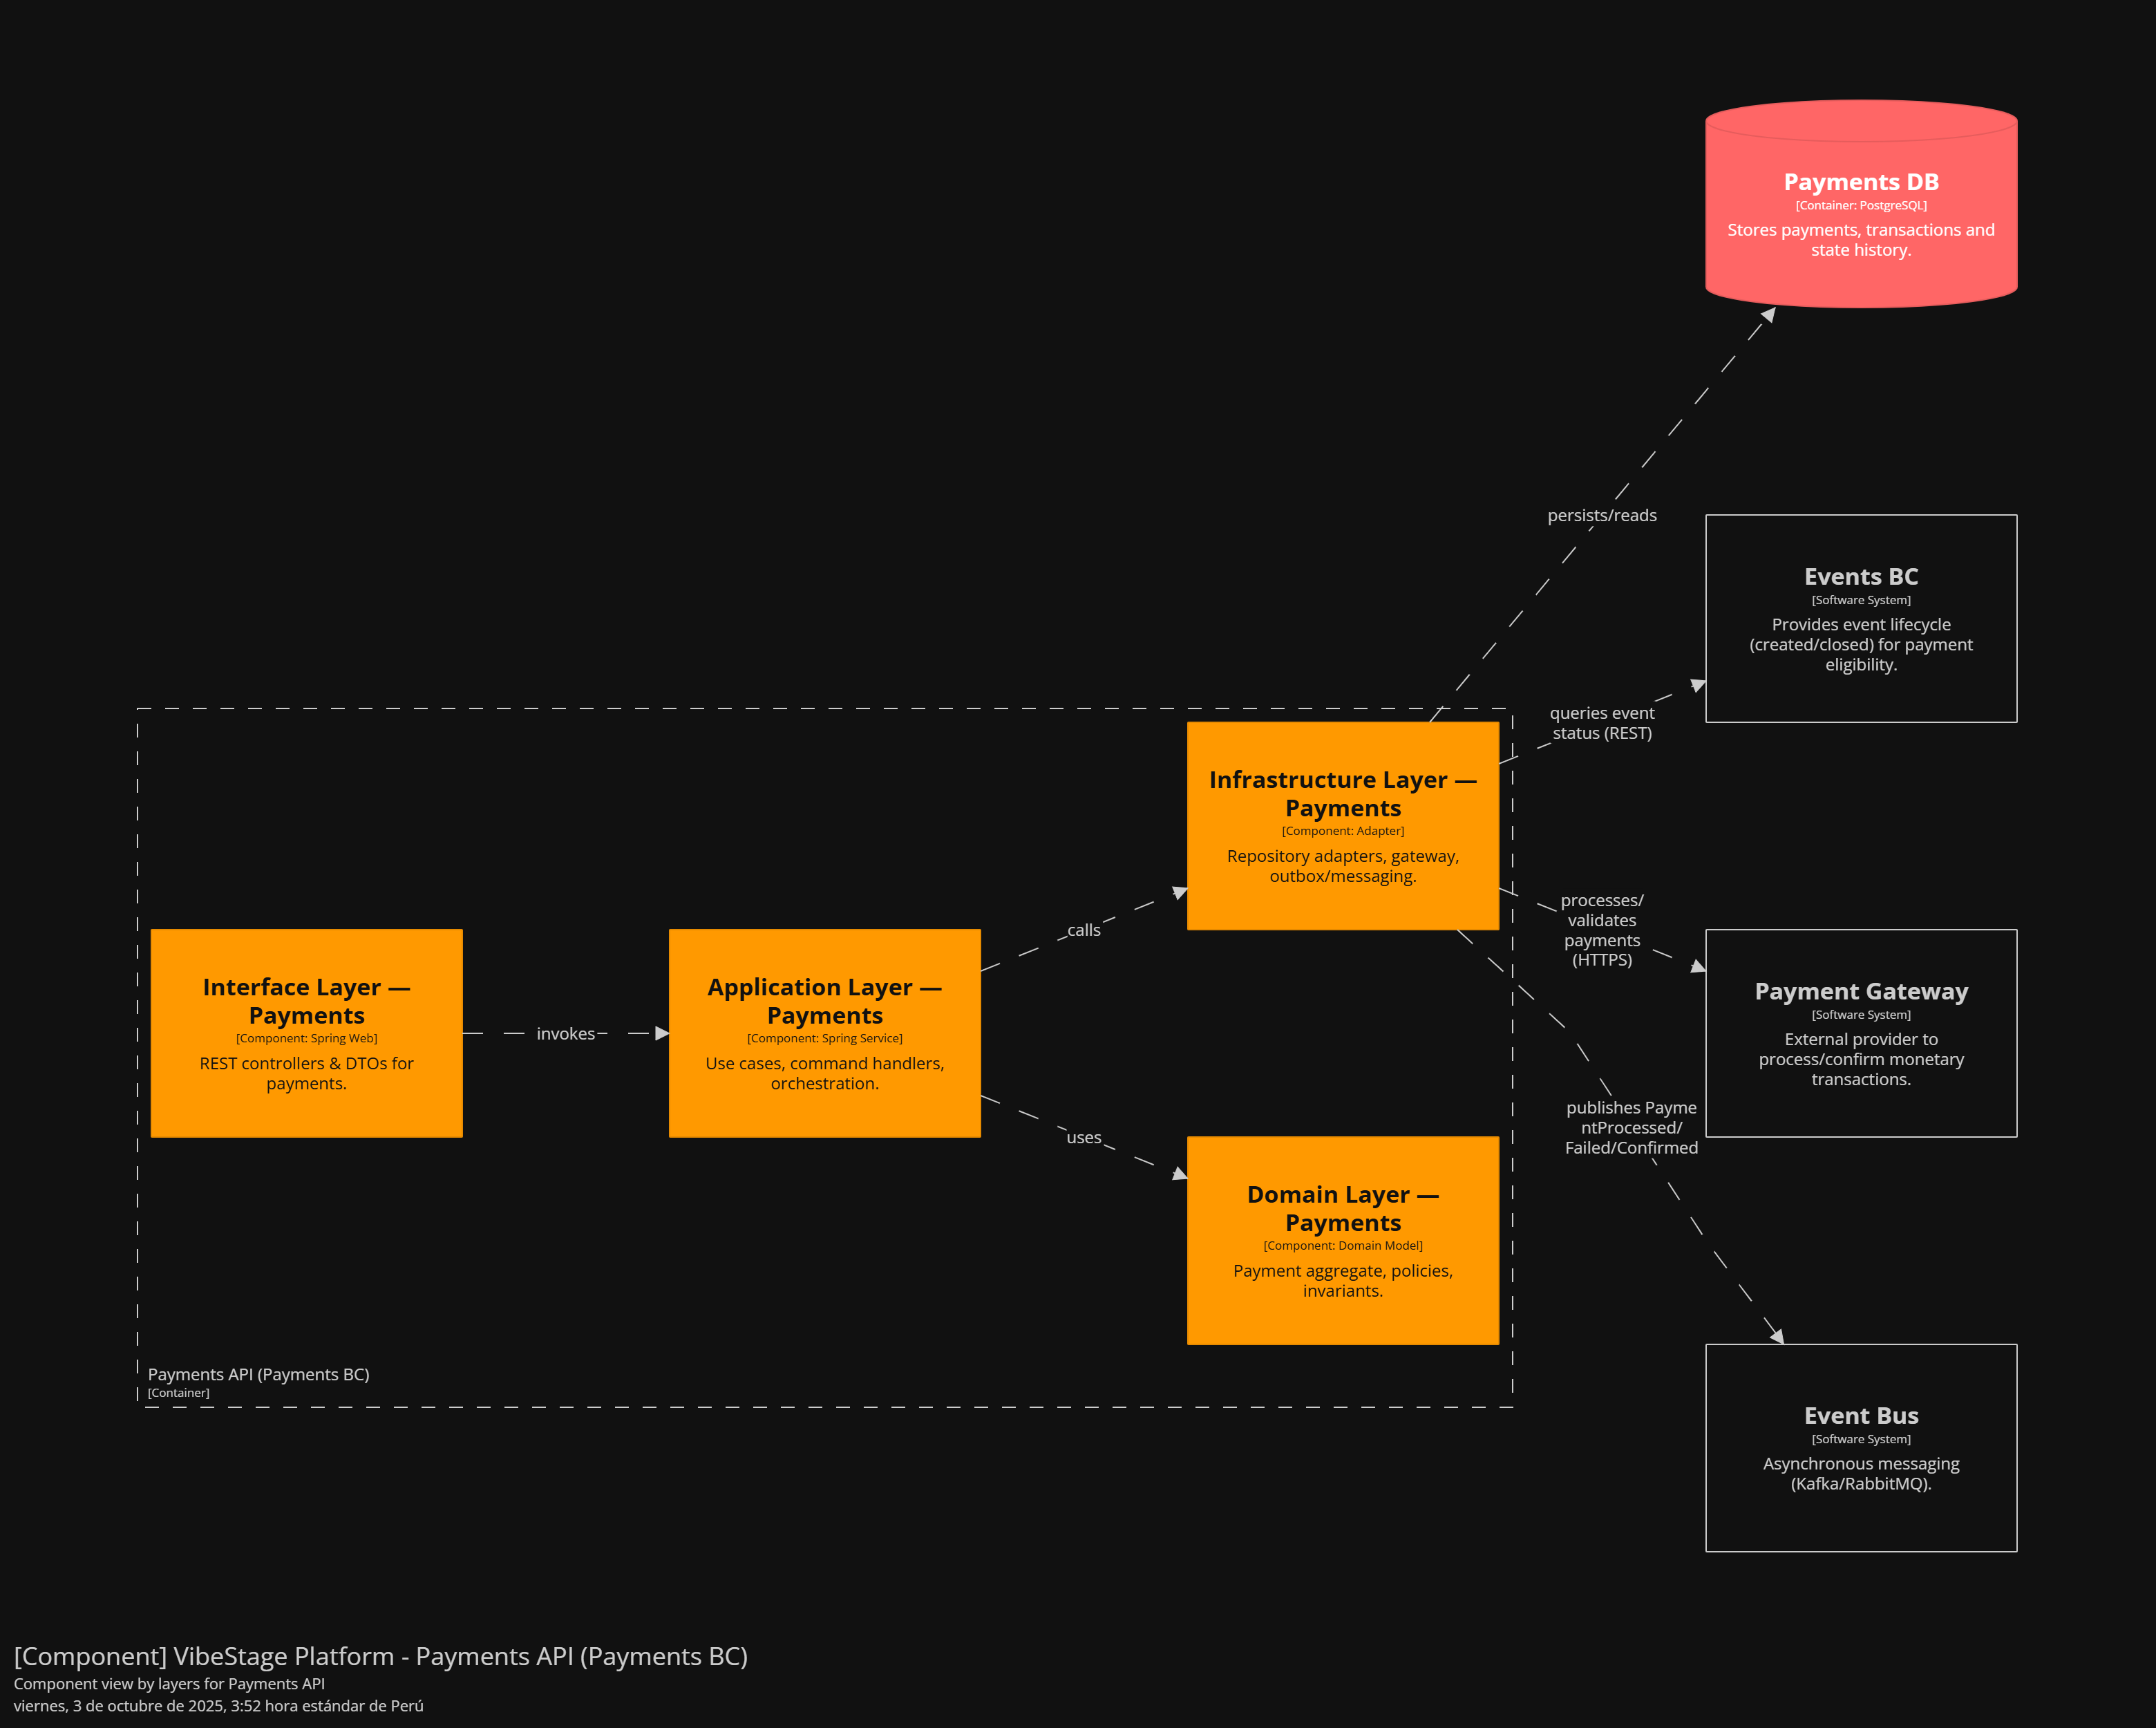 Payments DB
[Container: PostgreSQL]
Stores payments, transactions and
state history.
persists/reads
Events BC
[Software System]
Provides event lifecycle
(created/closed) for payment
eligibility.
queries event
status (REST)
Infrastructure Layer —
Payments
[Component: Adapter]
Repository adapters, gateway,
outbox/messaging.
processes/
validates
payments
(HTTPS)
calls
Interface Layer —
Payments
[Component: Spring Web]
REST controllers & DTOs for
payments.
invokes
Application Layer —
Payments
[Component: Spring Service]
Use cases, command handlers,
orchestration.
Payment Gateway
[Software System]
External provider to
process/confirm monetary
transactions.
publishes Payme
ntProcessed/
Failed/Confirmed
uses
Domain Layer —
Payments
[Component: Domain Model]
Payment aggregate, policies,
invariants.
Payments API (Payments BC)
[Container]
Event Bus
[Software System]
Asynchronous messaging
(Kafka/RabbitMQ).
[Component] VibeStage Platform - Payments API (Payments BC)
Component view by layers for Payments API
viernes, 3 de octubre de 2025, 3:52 hora estándar de Perú